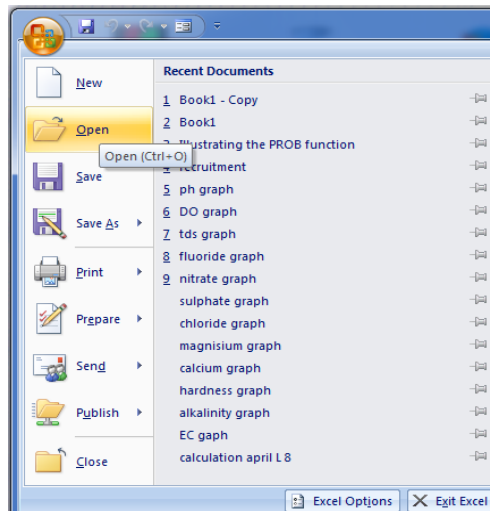 New
Open
Open (Ctrl+O)
Save
Save As
Print
Prepare
Send
Publish
Close
Recent Documents
1 Book1 - Copy
2 Book1
Illustrating the PROB function
recruitment
5 ph graph
6 DO graph
7 tds graph
8 fluoride graph
9 nitrate graph
sulphate graph
chloride graph
magnisium graph
calcium graph
hardness graph
alkalinity graph
EC gaph
calculation april L 8
Excel Options
Exit Excel